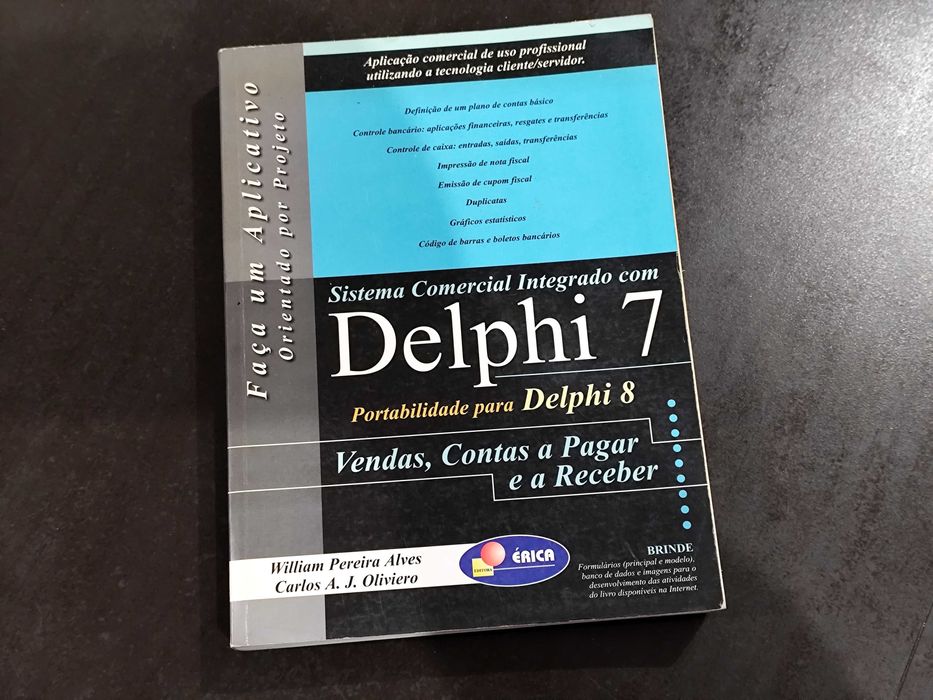 Aplicação comercial de uso profissional
utilizando a tecnologia cliente/servidor.
Definição de um plano de contas básico
Controle bancário: aplicações financeiras, resgates e transferências
Controle de caixa: entradas, saídas, transferências
Impressão de nota fiscal
Emissão de cupom fiscal
Duplicatas
Gráficos estatísticos
Código de barras e boletos bancários
Faça um Aplicativo
Orientado por Projeto
Sistema Comercial Integrado com
Delphi 7
Portabilidade para Delphi 8
Vendas, Contas a Pagar
e a Receber
William Pereira Alves
Carlos A. J. Oliviero
EDITORA
ÉRICA
BRINDE
Formulários (principal e modelo),
banco de dados e imagens para o
desenvolvimento das atividades
do livro disponíveis na Internet.